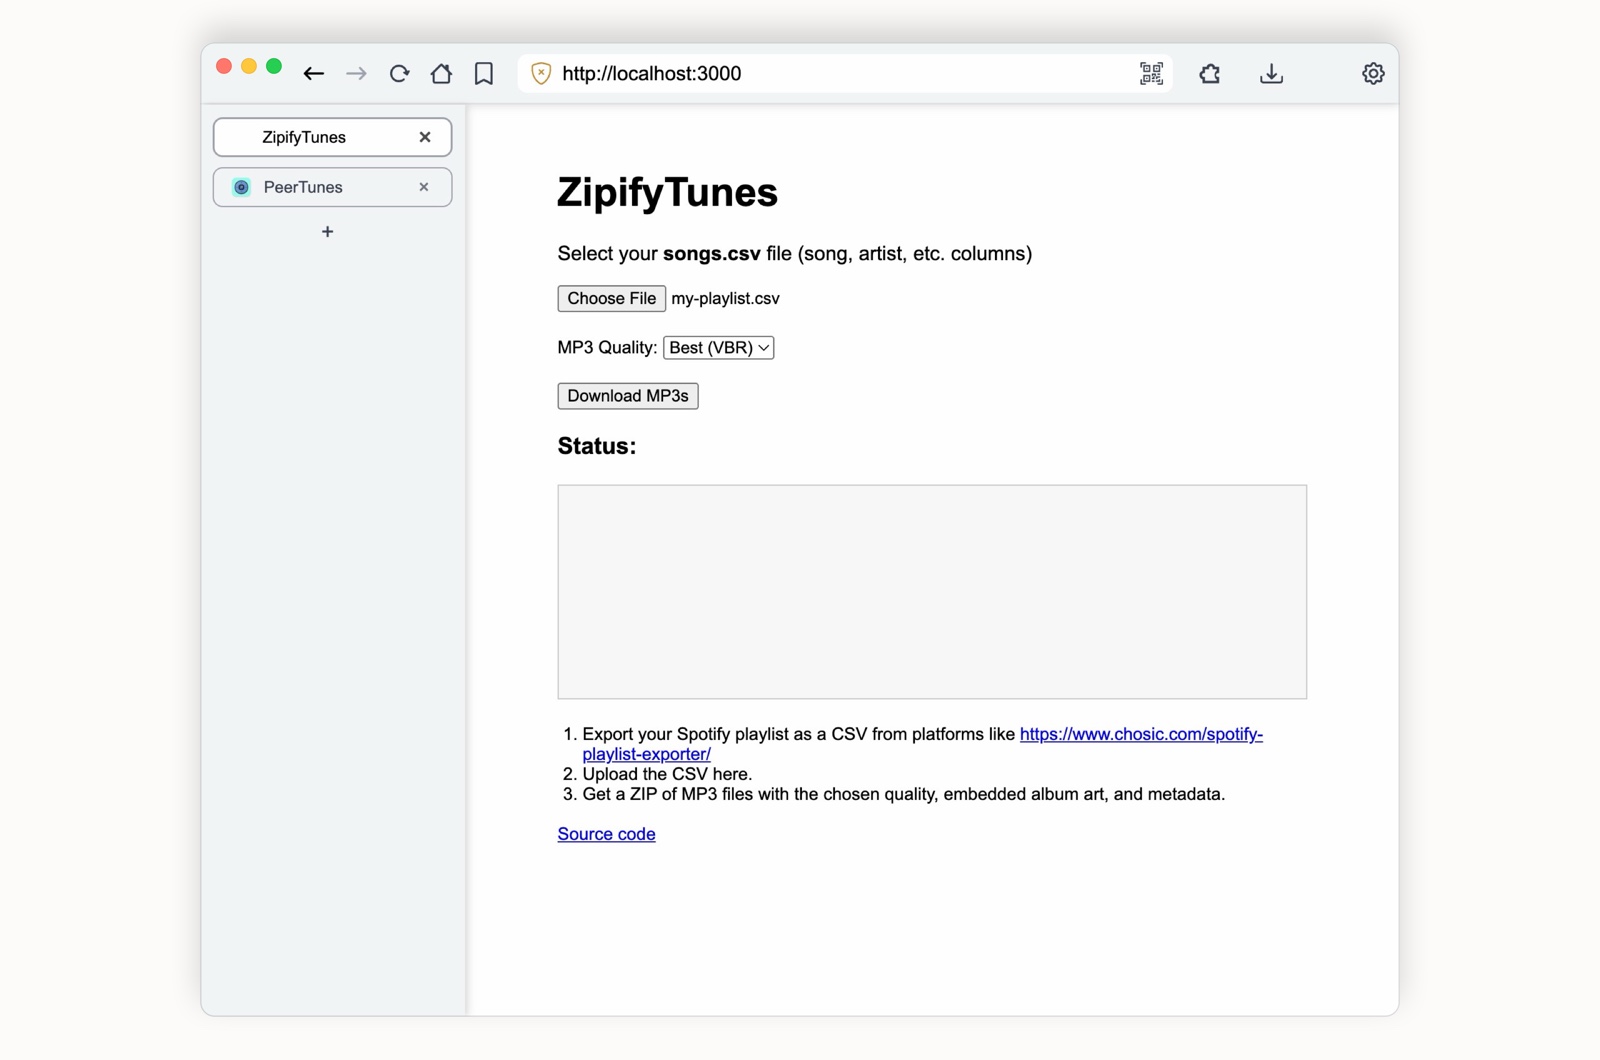 http://localhost:3000
ZipifyTunes
PeerTunes
ZipifyTunes
Select your songs.csv file (song, artist, etc. columns)
Choose File my-playlist.csv
MP3 Quality: Best (VBR)
Download MP3s
Status:
1. Export your Spotify playlist as a CSV from platforms like https://www.chosic.com/spotify-
playlist-exporter/
2. Upload the CSV here.
3. Get a ZIP of MP3 files with the chosen quality, embedded album art, and metadata.
Source code